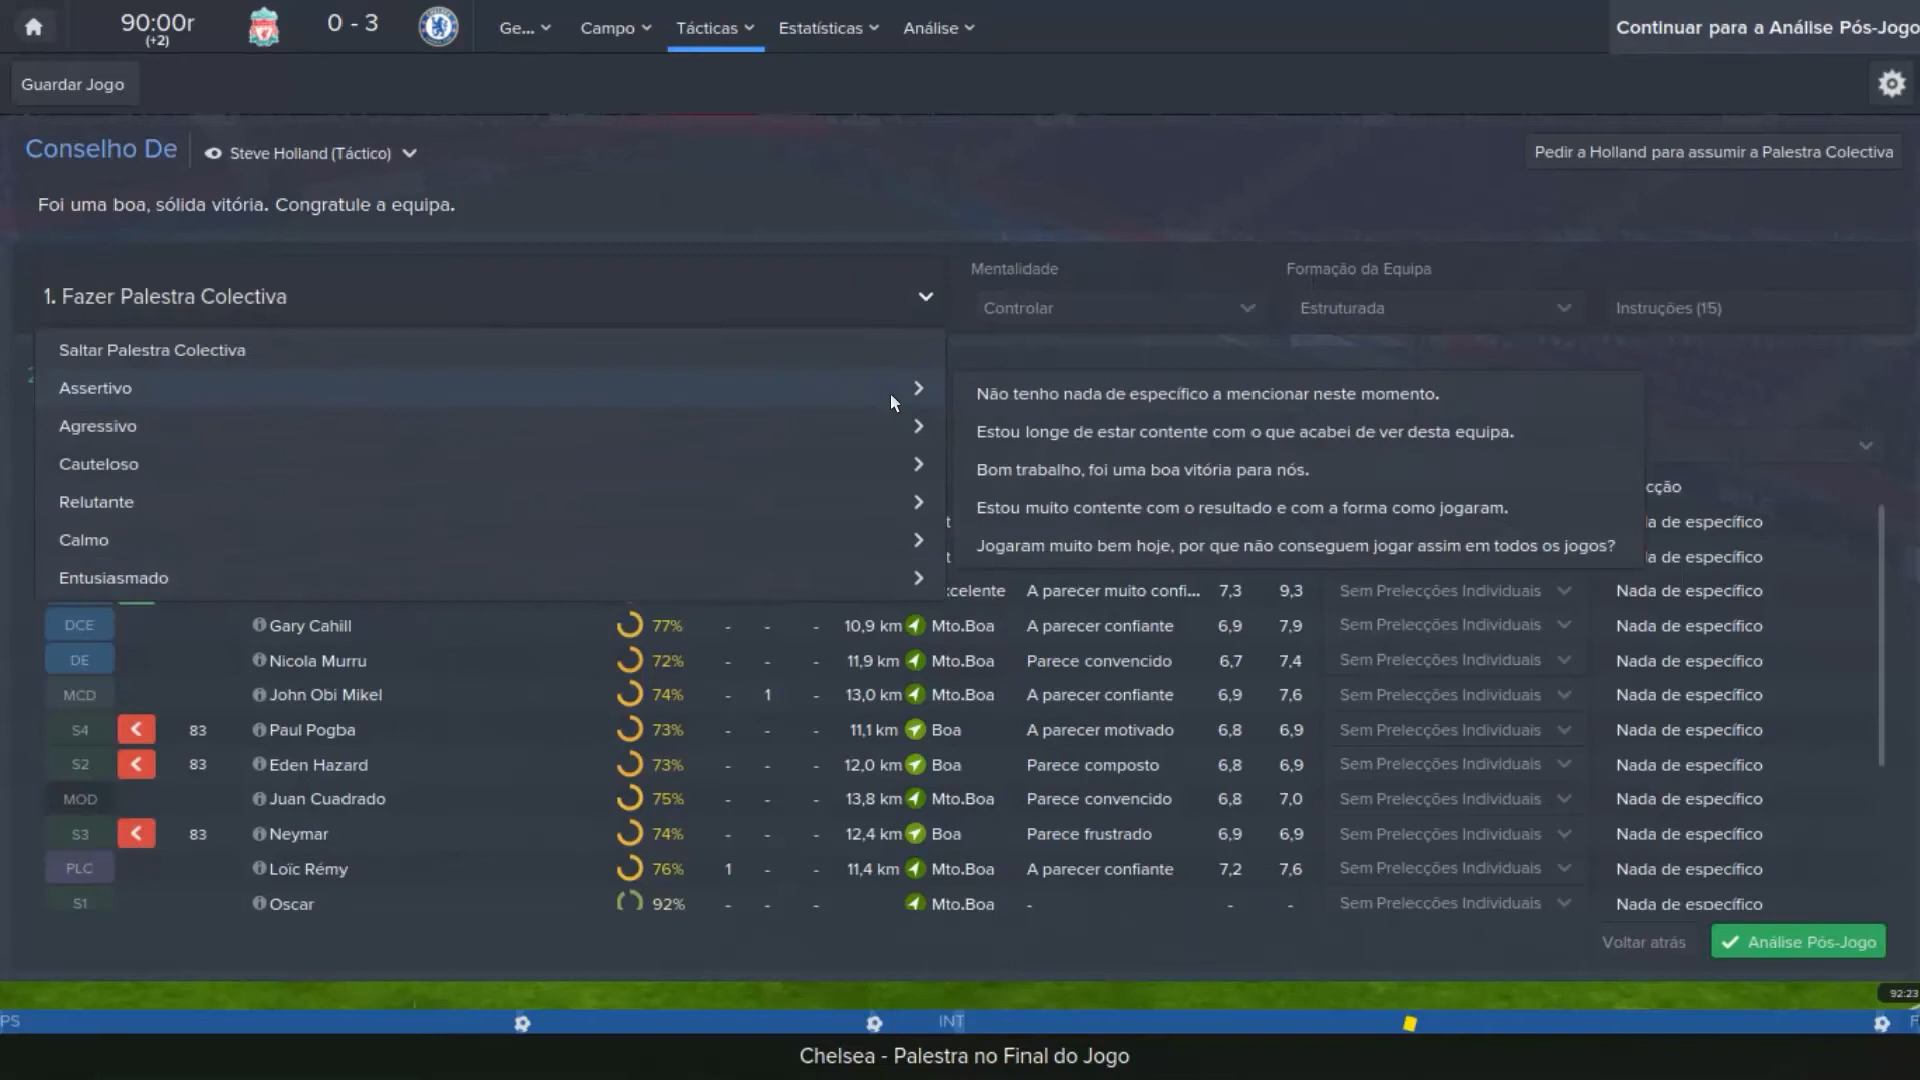 90:00r
(+2)
0 - 3
Ge... Campo Tácticas Estatísticas Análise
Continuar para a Análise Pós-Jogo
Guardar Jogo
Conselho De Steve Holland (Táctico)
Pedir a Holland para assumir a Palestra Colectiva
Foi uma boa, sólida vitória. Congratule a equipa.
Mentalidade Formação da Equipa
1. Fazer Palestra Colectiva
Controlar Estruturada Instruções (15)
Saltar Palestra Colectiva
Assertivo
Agressivo
Cauteloso
Relutante
Calmo
Entusiasmado
Não tenho nada de específico a mencionar neste momento.
Estou longe de estar contente com o que acabei de ver desta equipa.
Bom trabalho, foi uma boa vitória para nós.
Estou muito contente com o resultado e com a forma como jogaram.
Jogaram muito bem hoje, por que não conseguem jogar assim em todos os jogos?
cção
t a de específico
t a de específico
xcelente A parecer muito confi... 7,3 9,3 Sem Prelecções Individuais Nada de específico
DCE Gary Cahill 77% - - - 10,9 km Mto.Boa A parecer confiante 6,9 7,9 Sem Prelecções Individuais Nada de específico
DE Nicola Murru 72% - - - 11,9 km Mto.Boa Parece convencido 6,7 7,4 Sem Prelecções Individuais Nada de específico
MCD John Obi Mikel 74% - 1 - 13,0 km Mto.Boa A parecer confiante 6,9 7,6 Sem Prelecções Individuais Nada de específico
S4 83 Paul Pogba 73% - - - 11,1 km Boa A parecer motivado 6,8 6,9 Sem Prelecções Individuais Nada de específico
S2 83 Eden Hazard 73% - - - 12,0 km Boa Parece composto 6,8 6,9 Sem Prelecções Individuais Nada de específico
MOD Juan Cuadrado 75% - - - 13,8 km Mto.Boa Parece convencido 6,8 7,0 Sem Prelecções Individuais Nada de específico
S3 83 Neymar 74% - - - 12,4 km Boa Parece frustrado 6,9 6,9 Sem Prelecções Individuais Nada de específico
PLC Loïc Rémy 76% 1 - - 11,4 km Mto.Boa A parecer confiante 7,2 7,6 Sem Prelecções Individuais Nada de específico
S1 Oscar 92% - - - Mto.Boa - - - Sem Prelecções Individuais Nada de específico
Voltar atrás Análise Pós-Jogo
92:23
PS INT F
Chelsea - Palestra no Final do Jogo